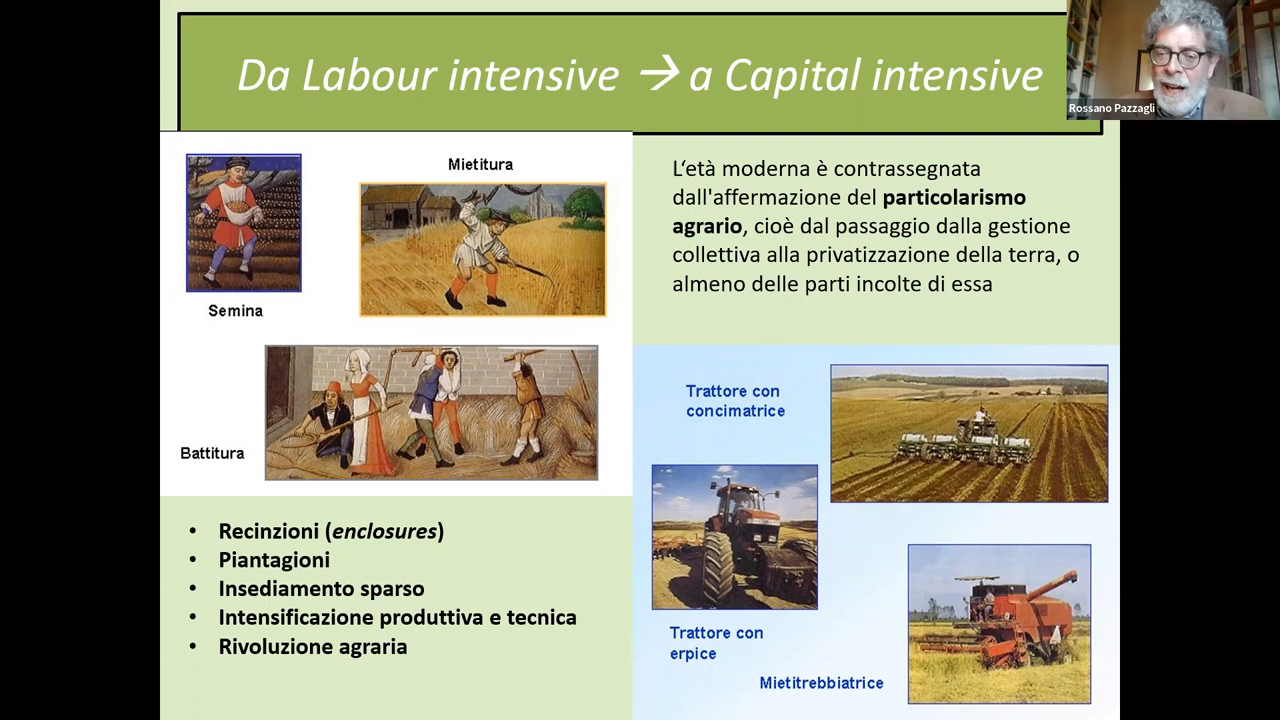 Da Labour intensive → a Capital intensive
Rossano Pazzagli
Mietitura
Semina
Battitura
L‘età moderna è contrassegnata
dall'affermazione del particolarismo
agrario, cioè dal passaggio dalla gestione
collettiva alla privatizzazione della terra, o
almeno delle parti incolte di essa
• Recinzioni (enclosures)
• Piantagioni
• Insediamento sparso
• Intensificazione produttiva e tecnica
• Rivoluzione agraria
Trattore con
concimatrice
Trattore con
erpice
Mietitrebbiatrice